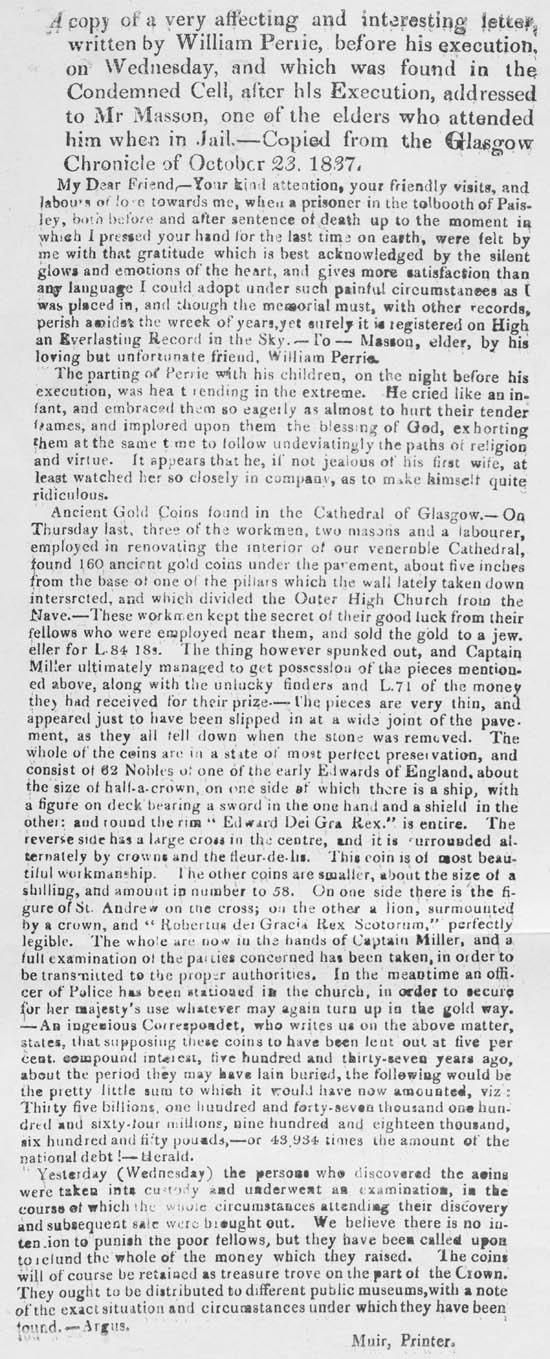 A copy of a very affecting and interesting letter,
written by William Perrie, before his execution,
on Wednesday, and which was found in the
Condemned Cell, after his Execution, addressed
to Mr Masson, one of the elders who attended
him when in Jail.—Copied from the Glasgow
Chronicle of October 23. 1837.
My Dear Friend,—Your kind attention, your friendly visits, and
labours of love towards me, when a prisoner in the tolbooth of Pais-
ley, both before and after sentence of death up to the moment in
which I pressed your hand for the last time on earth, were felt by
me with that gratitude which is best acknowledged by the silent
glows and emotions of the heart, and gives more satisfaction than
any language I could adopt under such painful circumstances as I
was placed in, and though the memorial must, with other records,
perish amidst the wreck of years,yet surely it is registered on High
an Everlasting Record in the Sky.—To— Masson, elder, by his
loving but unfortunate friend, William Perrie.
The parting of Perrie with his children, on the night before his
execution, was hea t rending in the extreme. He cried like an in-
fant, and embraced them so eagerly as almost to hurt their tender
frames, and implored upon them the blessing of God, exhorting
them at the same t me to follow undeviatingly the paths of religion
and virtue. It appears that he, if not jealous of his first wife, at
least watched her so closely in company, as to make himself quite
ridiculous.
Ancient Gold Coins found in the Cathedral of Glasgow.—On
Thursday last, three of the workmen, two masons and a labourer,
employed in renovating the interior of our venerble Cathedral,
found 160 ancient gold coins under the pavement, about five inches
from the base of one of the pillars which the wall lately taken down
intersrcted, and which divided the Outer High Church from the
Nave.—These workmen kept the secret of their good luck from their
fellows who were employed near them, and sold the gold to a jew.
eller for L.84 18s. The thing however spunked out, and Captain
Miller ultimately managed to get possession of the pieces mention-
ed above, along with the unlucky finders and L.71 of the money
they had received for their prize.—The pieces are very thin, and
appeared just to have been slipped in at a wide joint of the pave-
ment, as they all fell down when the stone was removed. The
whole of the coins are in a state of most perfect preservation, and
consist of 62 Nobles of one of the early Edwards of England, about
the size of half-a-crown, on one side of which there is a ship, with
a figure on deck bearing a sword in the one hand and a shield in the
other: and round the rim " Edward Dei Gra Rex." is entire. The
reverse side has a large cross in the centre, and it is surrounded al-
ternately by crowns and the fleur-de-lis. This coin is of most beau-
tiful workmanship. The other coins are smaller, about the size of a
shilling, and amount in number to 58. On one side there is the fi-
gure of St. Andrew on the cross; on the other a lion, surmounted
by a crown, and " Robertus dei Gracia Rex Scotorum," perfectly
legible. The whole are now in the hands of Captain Miller, and a
full examination of the parties concerned has been taken, in order to
be transmitted to the proper authorities. In the meantime an offi-
cer of Police has been stationed in the church, in order to secure
for her majesty's use whatever may again turn up in the gold way.
—An ingenious Correspondet, who writes us on the above matter,
states, that supposing these coins to have been lent out at five per
cent. compound interest, five hundred and thirty-seven years ago,
about the period they may have lain buried, the following would be
the pretty little sum to which it would have now amounted, viz :
Thirty five billions, one huudred and forty-seven thousand one hun-
dred and sixty-four millions, nine hundred and eighteen thousand,
six hundred and fifty pounds,—or 43,934 times the amount of the
national debt !—Herald.
Yesterday (Wednesday) the persons who discovered the aoins
were taken into custody and underwent an examination, in the
course of which the whole circumstances attending their discovery
and subsequent sale were brought out. We believe there is no in-
ten.ion to punish the poor fellows, but they have been called upon
to refund the whole of the money which they raised. The coins
will of course be retained as treasure trove on the part of the Crown.
They ought to be distributed to different public museums,with a note
of the exact situation and circumstances under which they have been
found.—Argus.
Muir, Printer.